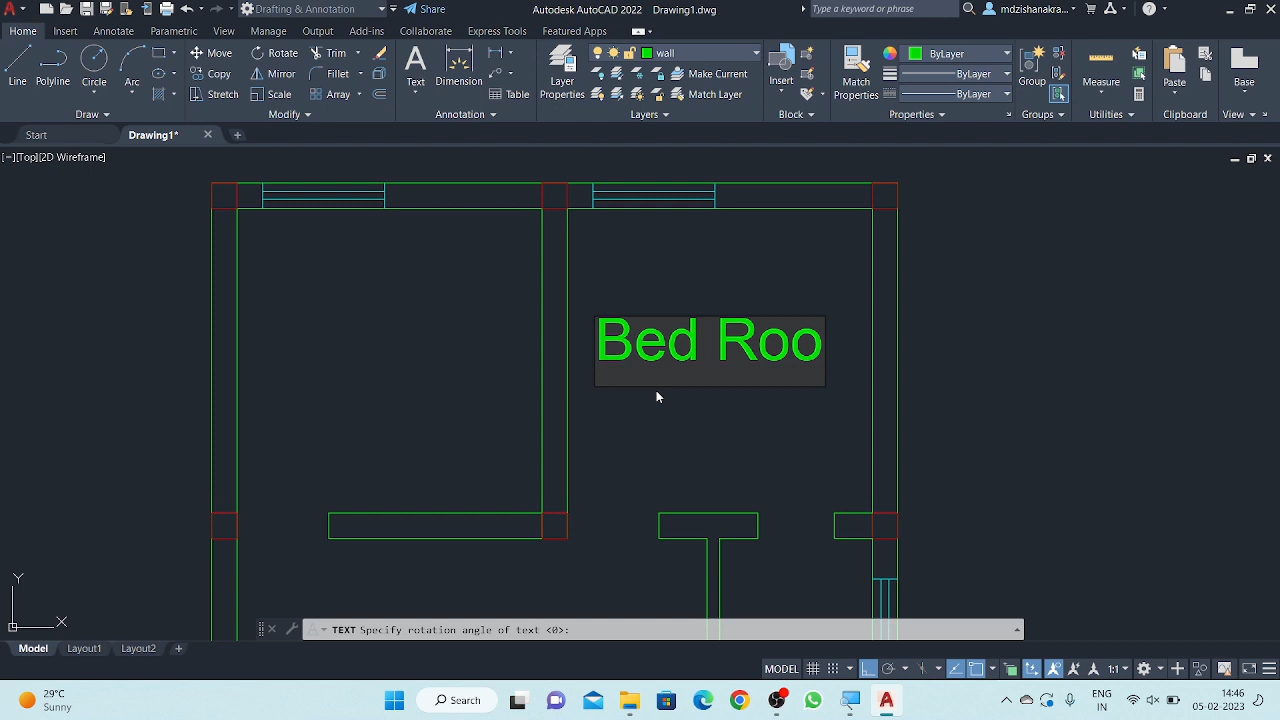 Drafting & Annotation
Share
Autodesk AutoCAD 2022 Drawing1.dwg
Type a keyword or phrase
mdzishanakra...
Home
Insert
Annotate
Parametric
View
Manage
Output
Add-ins
Collaborate
Express Tools
Featured Apps
Line
Polyline
Circle
Arc
Move
Rotate
Trim
Copy
Mirror
Fillet
Stretch
Scale
Array
Text
Dimension
Table
Layer
Properties
wall
Make Current
Match Layer
Insert
Match
Properties
ByLayer
ByLayer
ByLayer
Group
Measure
Paste
Base
Draw
Modify
Annotation
Layers
Block
Properties
Groups
Utilities
Clipboard
View
Start
Drawing1*
[−][Top][2D Wireframe]
Bed Roo
Y
X
TEXT Specify rotation angle of text <0>:
Model
Layout1
Layout2
MODEL
1:1
29°C
Sunny
Search
ENG
IN
14:46
05-02-2023